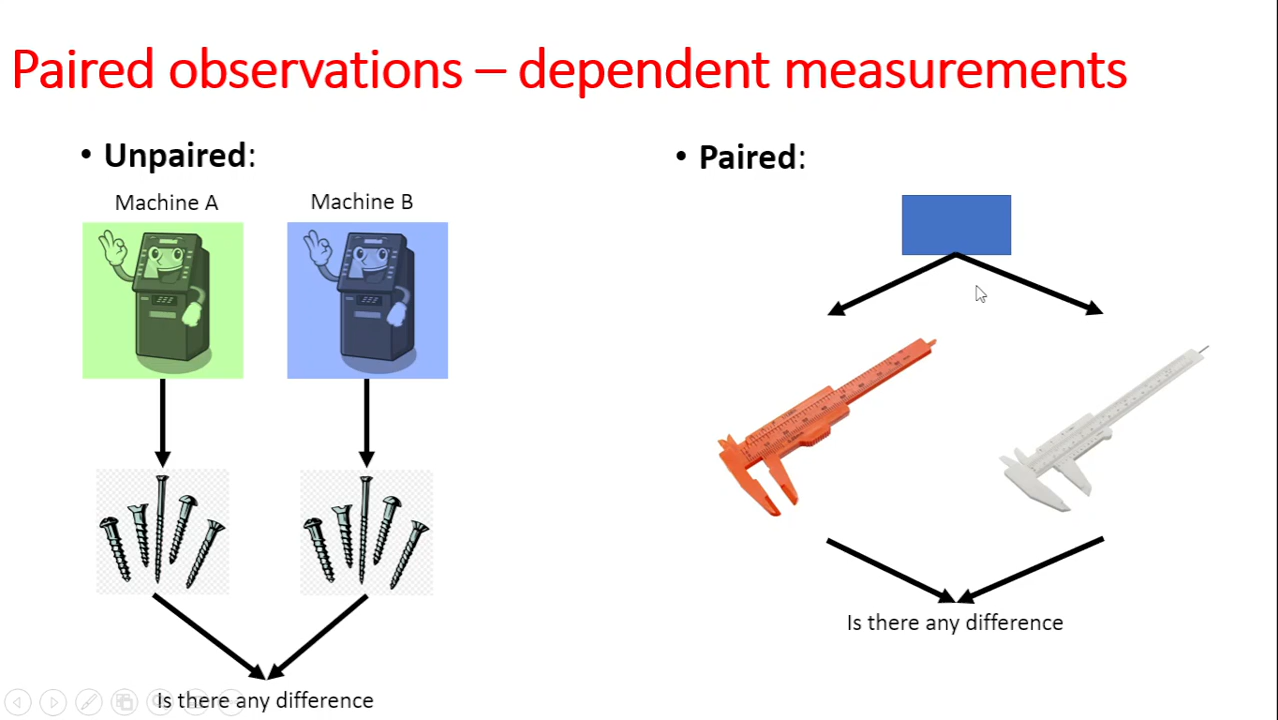 Paired observations – dependent measurements
• Unpaired:
Machine A
Machine B
Is there any difference
• Paired:
Is there any difference